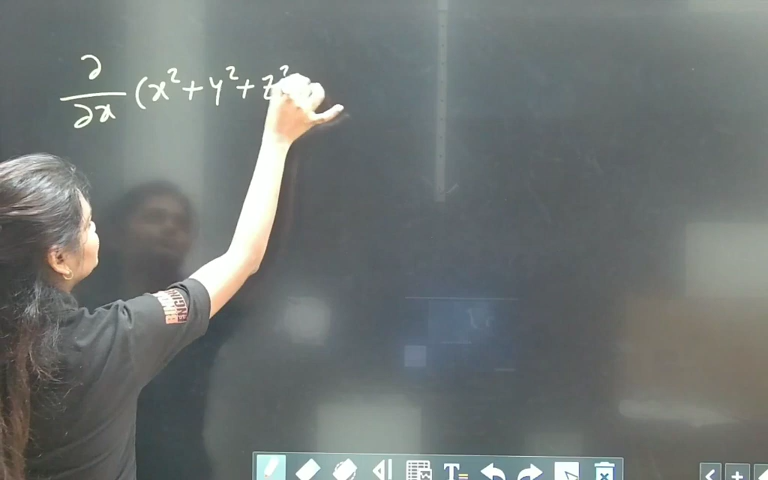 ∂/∂x (x² + y² + z²